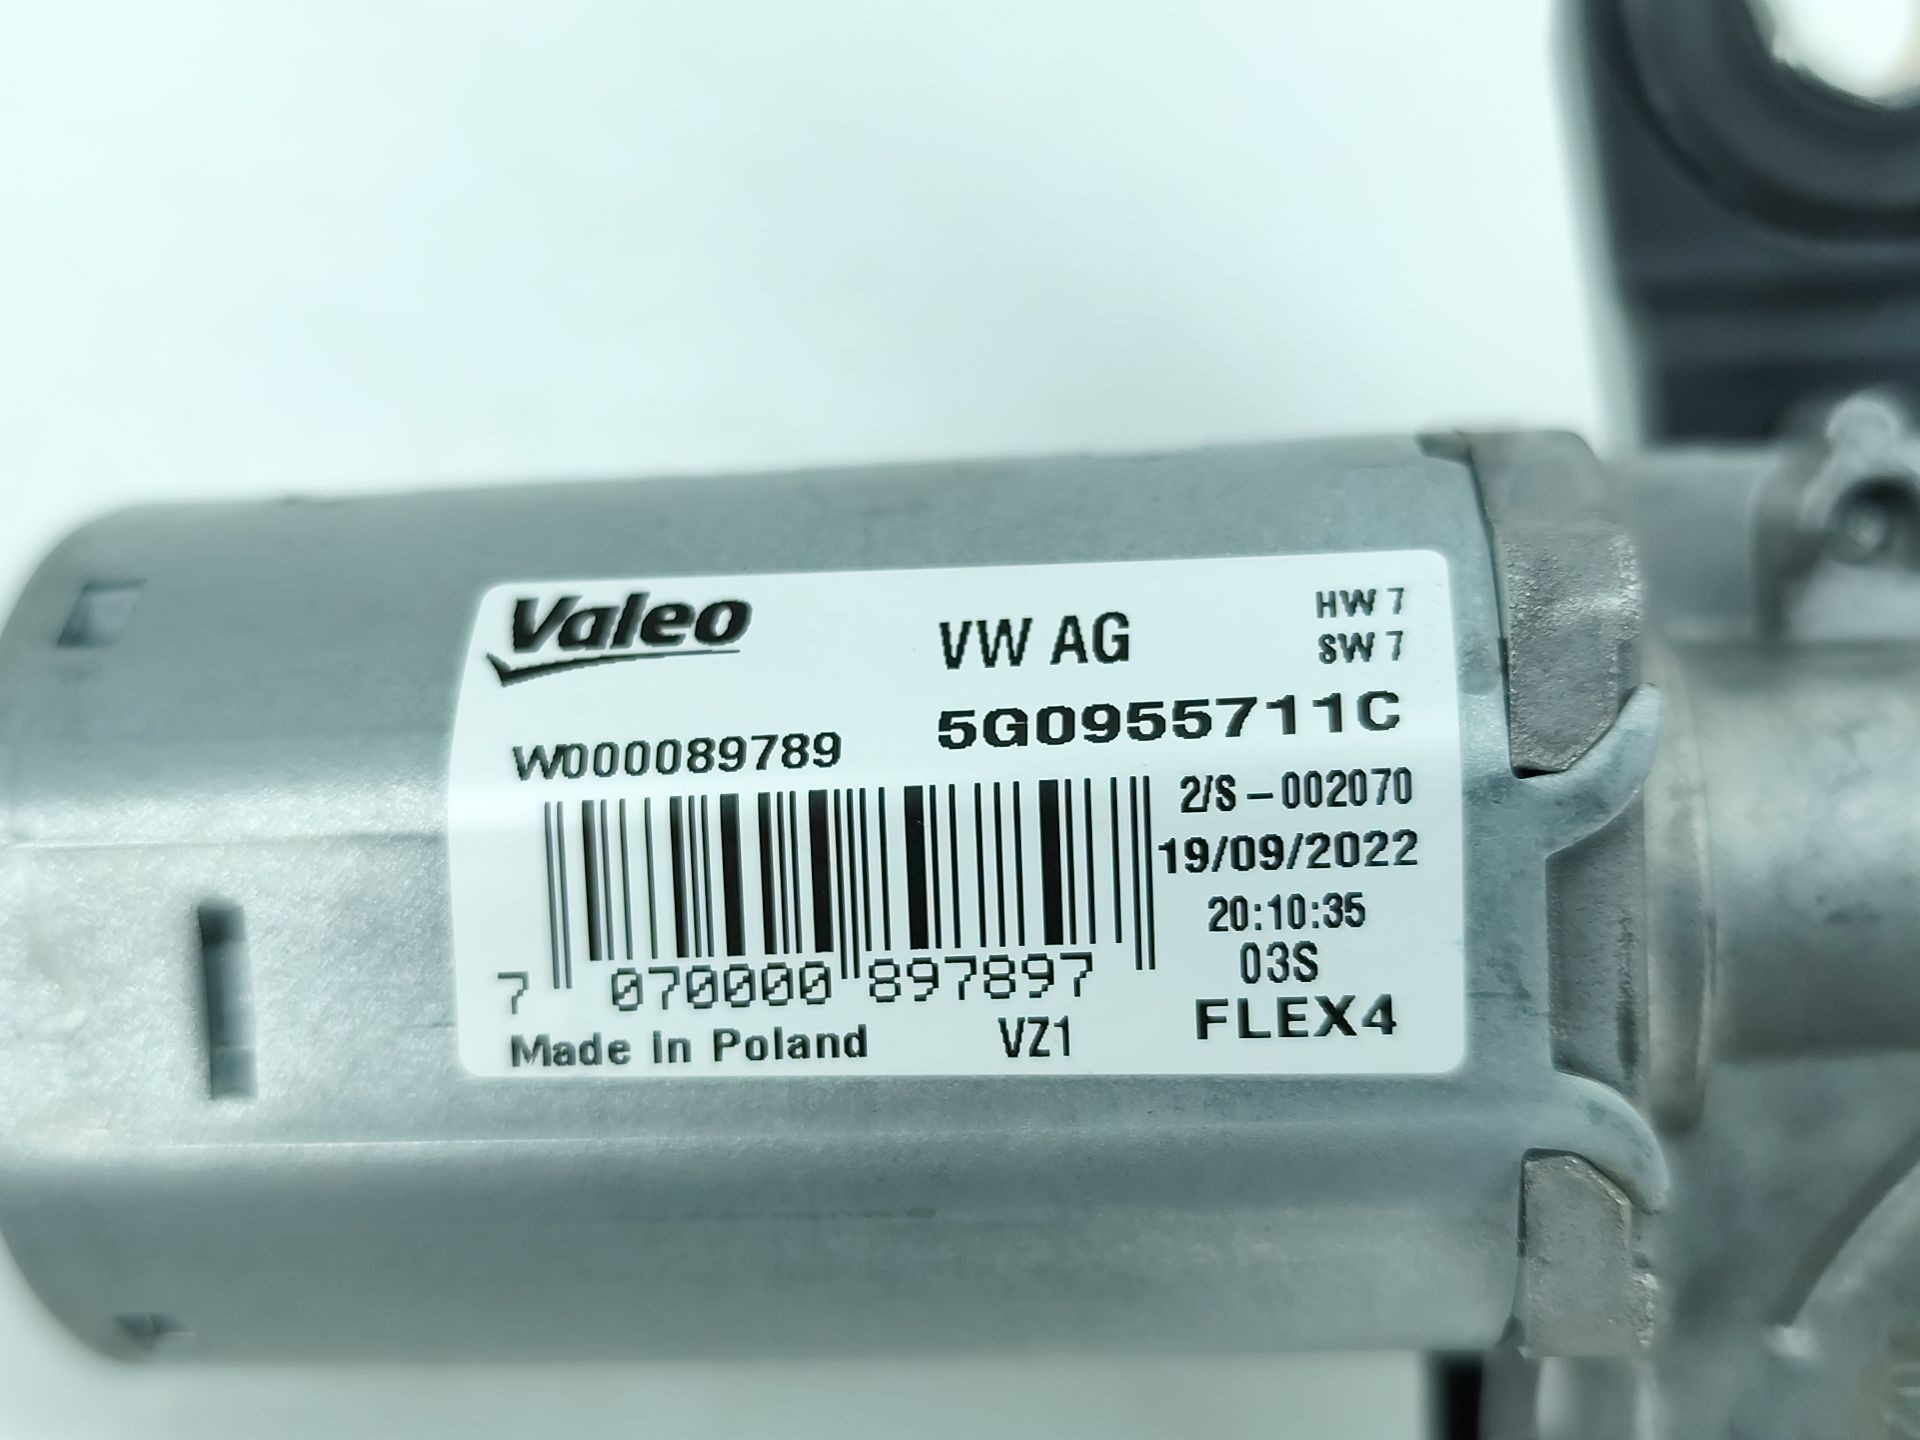 Valeo
VW AG
HW 7
SW 7
W000089789
5G0955711C
2/S-002070
19/09/2022
20:10:35
03S
7 070000 897897
Made in Poland
VZ1
FLEX4